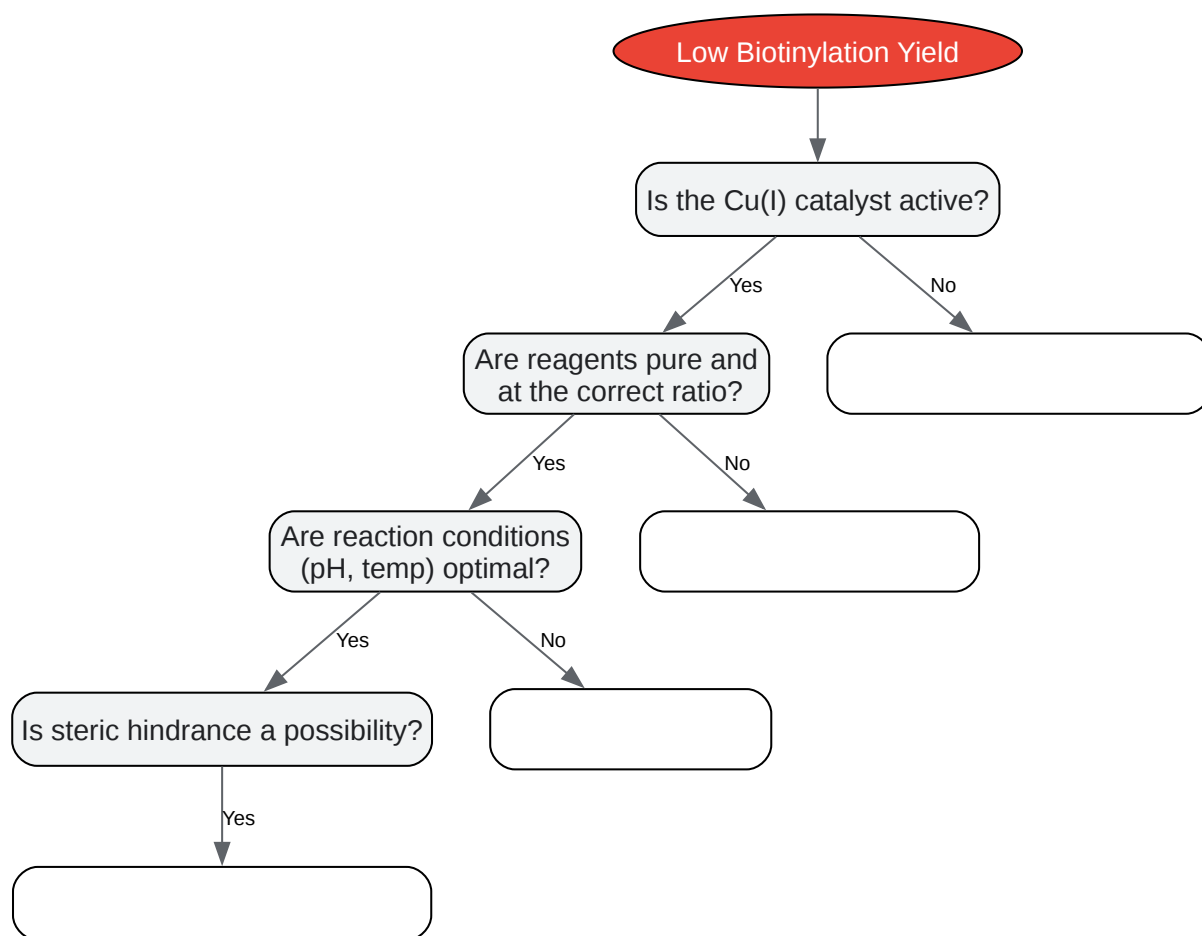 Low Biotinylation Yield
Is the Cu(I) catalyst active?
Yes
No
Are reagents pure and
at the correct ratio?
Yes
No
Are reaction conditions
(pH, temp) optimal?
Yes
No
Is steric hindrance a possibility?
Yes